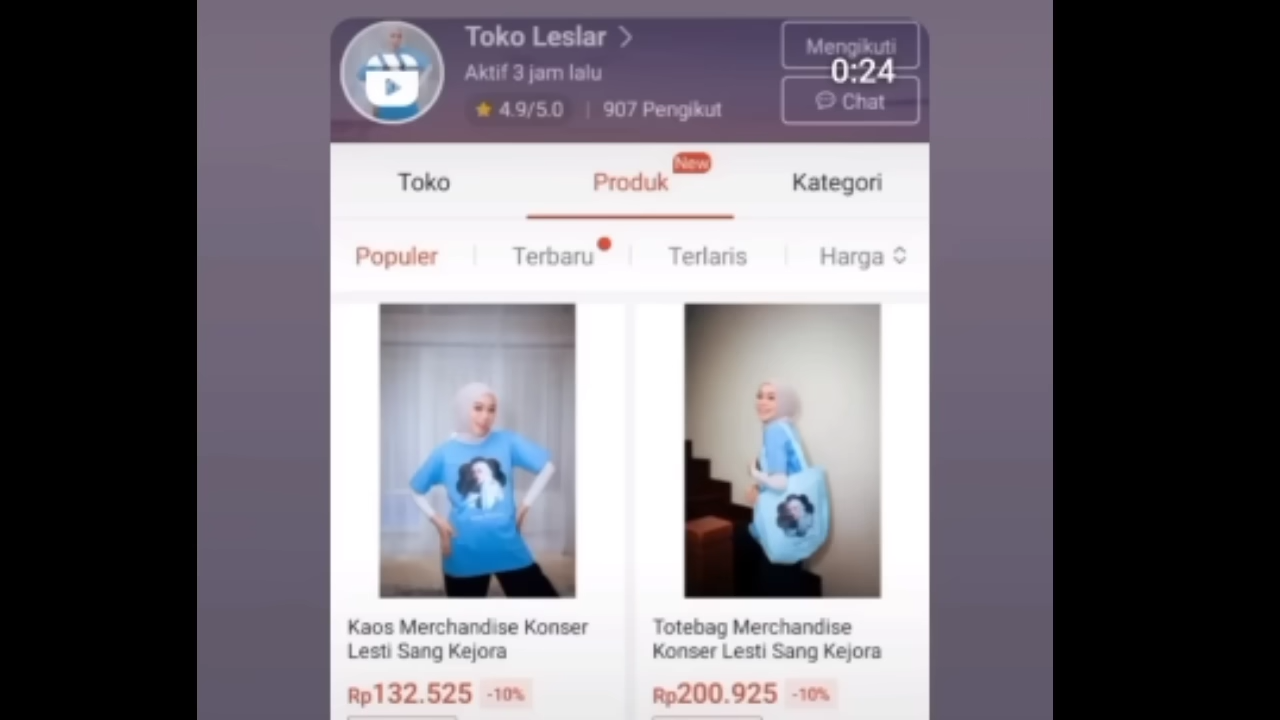 Toko Leslar
Mengikuti
Aktif 3 jam lalu
0:24
4.9/5.0
907 Pengikut
Chat
Toko
Produk
New
Kategori
Populer
Terbaru
Terlaris
Harga
Kaos Merchandise Konser
Lesti Sang Kejora
Totebag Merchandise
Konser Lesti Sang Kejora
Rp132.525 -10%
Rp200.925 -10%